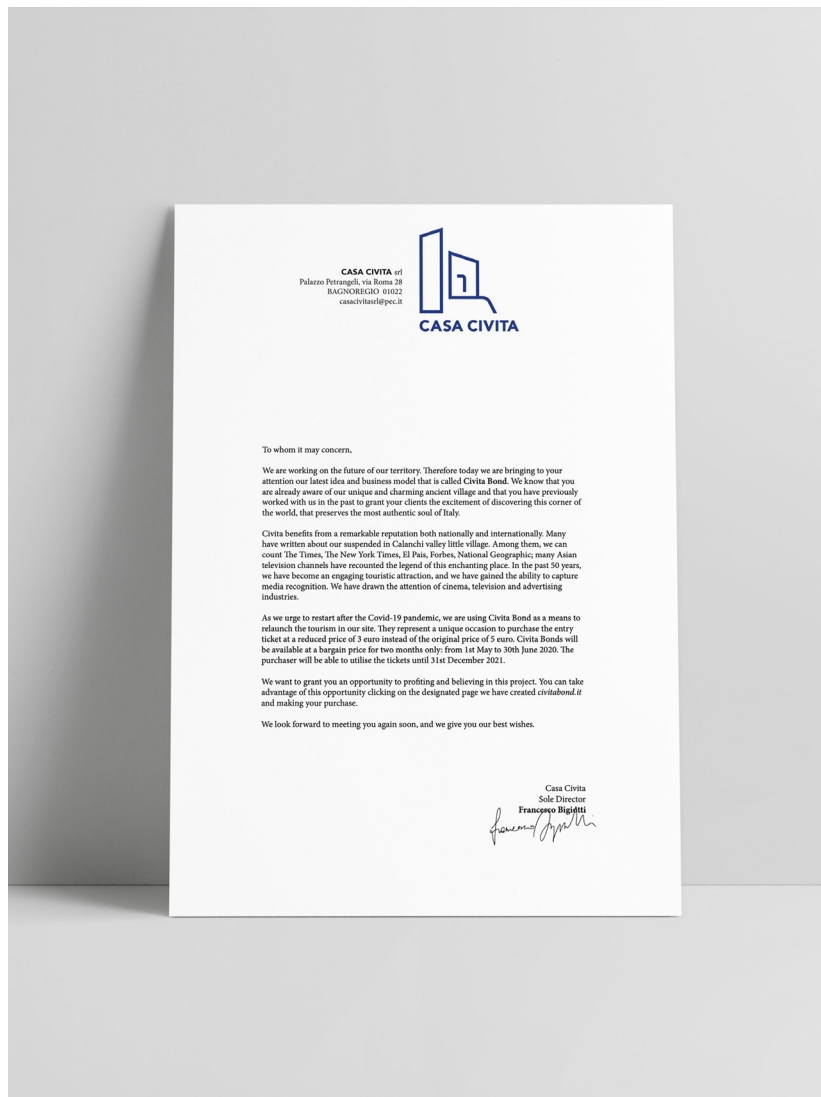 CASA CIVITA srl
Palazzo Petrangeli, via Roma 28
BAGNOREGIO 01022
casacivitasrl@pec.it
CASA CIVITA
To whom it may concern,
We are working on the future of our territory. Therefore today we are bringing to your
attention our latest idea and business model that is called Civita Bond. We know that you
are already aware of our unique and charming ancient village and that you have previously
worked with us in the past to grant your clients the excitement of discovering this corner of
the world, that preserves the most authentic soul of Italy.
Civita benefits from a remarkable reputation both nationally and internationally. Many
have written about our suspended in Calanchi valley little village. Among them, we can
count The Times, The New York Times, El Pais, Forbes, National Geographic; many Asian
television channels have recounted the legend of this enchanting place. In the past 50 years,
we have become an engaging touristic attraction, and we have gained the ability to capture
media recognition. We have drawn the attention of cinema, television and advertising
industries.
As we urge to restart after the Covid-19 pandemic, we are using Civita Bond as a means to
relaunch the tourism in our site. They represent a unique occasion to purchase the entry
ticket at a reduced price of 3 euro instead of the original price of 5 euro. Civita Bonds will
be available at a bargain price for two months only: from 1st May to 30th June 2020. The
purchaser will be able to utilise the tickets until 31st December 2021.
We want to grant you an opportunity to profiting and believing in this project. You can take
advantage of this opportunity clicking on the designated page we have created civitabond.it
and making your purchase.
We look forward to meeting you again soon, and we give you our best wishes.
Casa Civita
Sole Director
Francesco Bigiotti